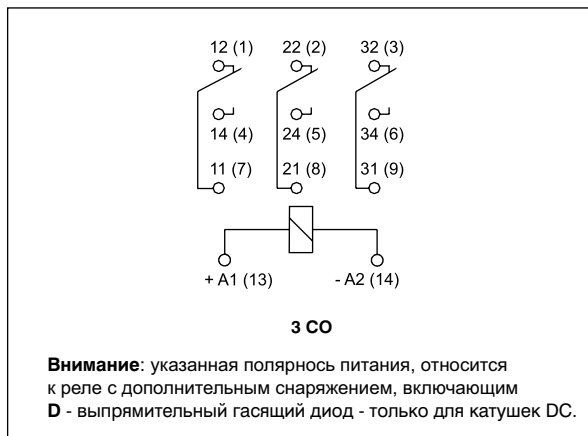 12 (1) 22 (2) 32 (3)
14 (4) 24 (5) 34 (6)
11 (7) 21 (8) 31 (9)
+ A1 (13) - A2 (14)
3 CO
Внимание: указанная полярнось питания, относится
к реле с дополнительным снаряжением, включающим
D - выпрямительный гасящий диод - только для катушек DC.